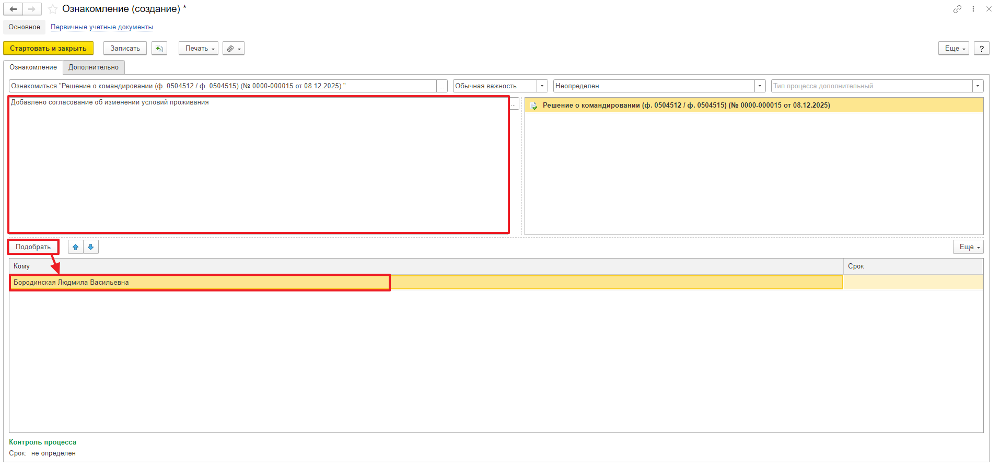 Ознакомление (создание) *
Основное Первичные учетные документы
Стартовать и закрыть Записать Печать Еще ?
Ознакомление Дополнительно
Ознакомиться "Решение о командировании (ф. 0504512 / ф. 0504515) (№ 0000-000015 от 08.12.2025) " ... Обычная важность Неопределен Тип процесса дополнительный
Добавлено согласование об изменении условий проживания ... Решение о командировании (ф. 0504512 / ф. 0504515) (№ 0000-000015 от 08.12.2025)
Подобрать Еще
Кому Срок
Бородинская Людмила Васильевна
Контроль процесса
Срок: не определен